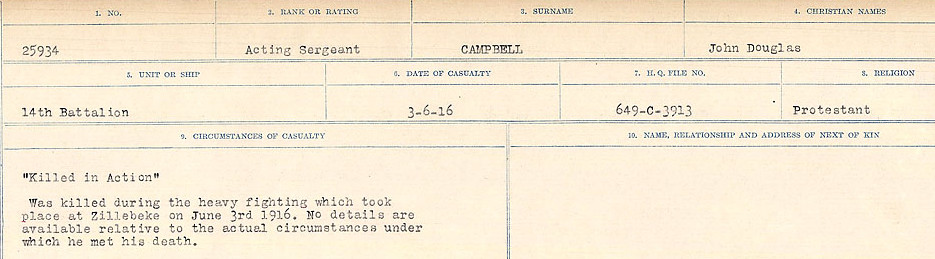 1. NO. 2. RANK OR RATING 3. SURNAME 4. CHRISTIAN NAMES
25934 Acting Sergeant CAMPBELL John Douglas
5. UNIT OR SHIP 6. DATE OF CASUALTY 7. H. Q. FILE NO. 8. RELIGION
14th Battalion 3-6-16 649-C-3913 Protestant
9. CIRCUMSTANCES OF CASUALTY 10. NAME, RELATIONSHIP AND ADDRESS OF NEXT OF KIN
"Killed in Action"
Was killed during the heavy fighting which took
place at Zillebeke on June 3rd 1916. No details are
available relative to the actual circumstances under
which he met his death.